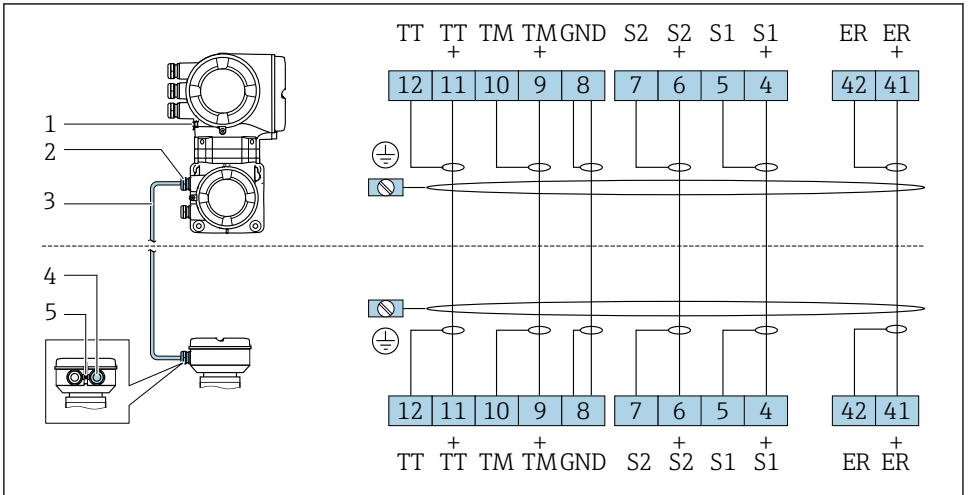 TT TT TM TM GND S2 S2 S1 S1 ER ER
+ + + + +
12 11 10 9 8 7 6 5 4 42 41
1
2
3
4
5
12 11 10 9 8 7 6 5 4 42 41
+ + + + +
TT TT TM TM GND S2 S2 S1 S1 ER ER